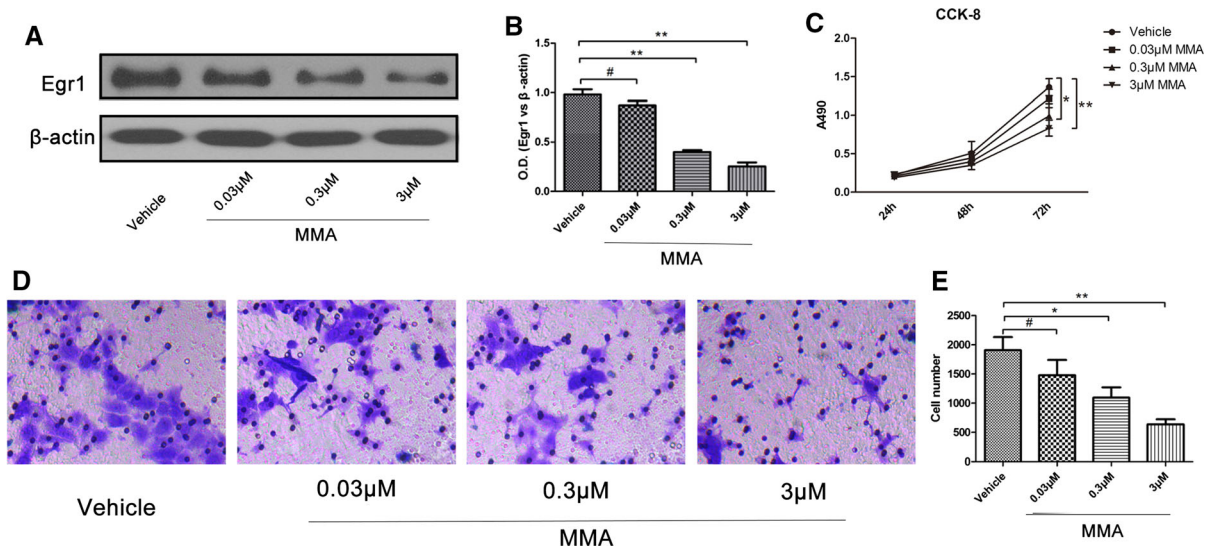 A
Egr1
β-actin
Vehicle
0.03μM
0.3μM
3μM
MMA
B
O.D. (Egr1 vs β -actin)
1.5
1.0
0.5
0.0
**
**
#
Vehicle
0.03μM
0.3μM
3μM
MMA
C
CCK-8
A490
2.0
1.5
1.0
0.5
0.0
24h
48h
72h
Vehicle
0.03μM MMA
0.3μM MMA
3μM MMA
*
**
D
Vehicle
0.03μM
0.3μM
3μM
MMA
E
Cell number
2500
2000
1500
1000
500
0
**
*
#
Vehicle
0.03μM
0.3μM
3μM
MMA